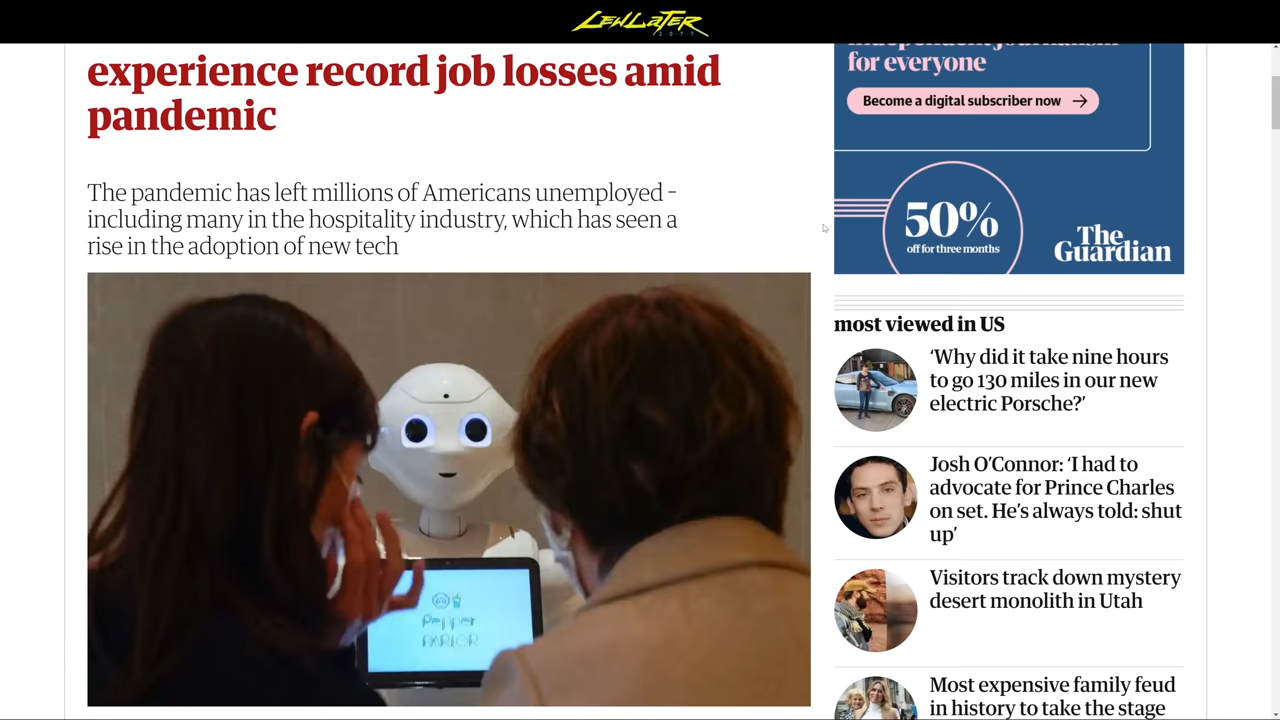 LEWLATER
2077
experience record job losses amid
pandemic
The pandemic has left millions of Americans unemployed –
including many in the hospitality industry, which has seen a
rise in the adoption of new tech
Pepper
PARLOR
for everyone
Become a digital subscriber now
50%
off for three months
The
Guardian
most viewed in US
‘Why did it take nine hours
to go 130 miles in our new
electric Porsche?’
Josh O’Connor: ‘I had to
advocate for Prince Charles
on set. He’s always told: shut
up’
Visitors track down mystery
desert monolith in Utah
Most expensive family feud
in history to take the stage